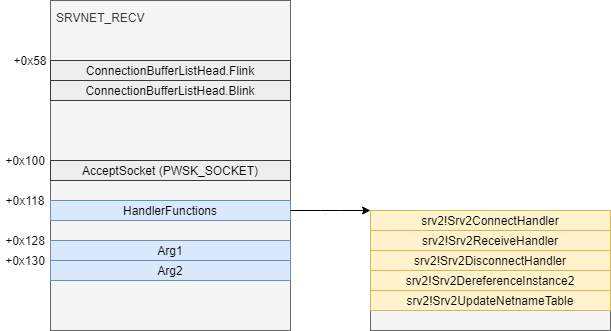 SRVNET_RECV
+0x58
ConnectionBufferListHead.Flink
ConnectionBufferListHead.Blink
+0x100
AcceptSocket (PWSK_SOCKET)
+0x118
HandlerFunctions
+0x128
Arg1
+0x130
Arg2
srv2!Srv2ConnectHandler
srv2!Srv2ReceiveHandler
srv2!Srv2DisconnectHandler
srv2!Srv2DereferenceInstance2
srv2!Srv2UpdateNetnameTable